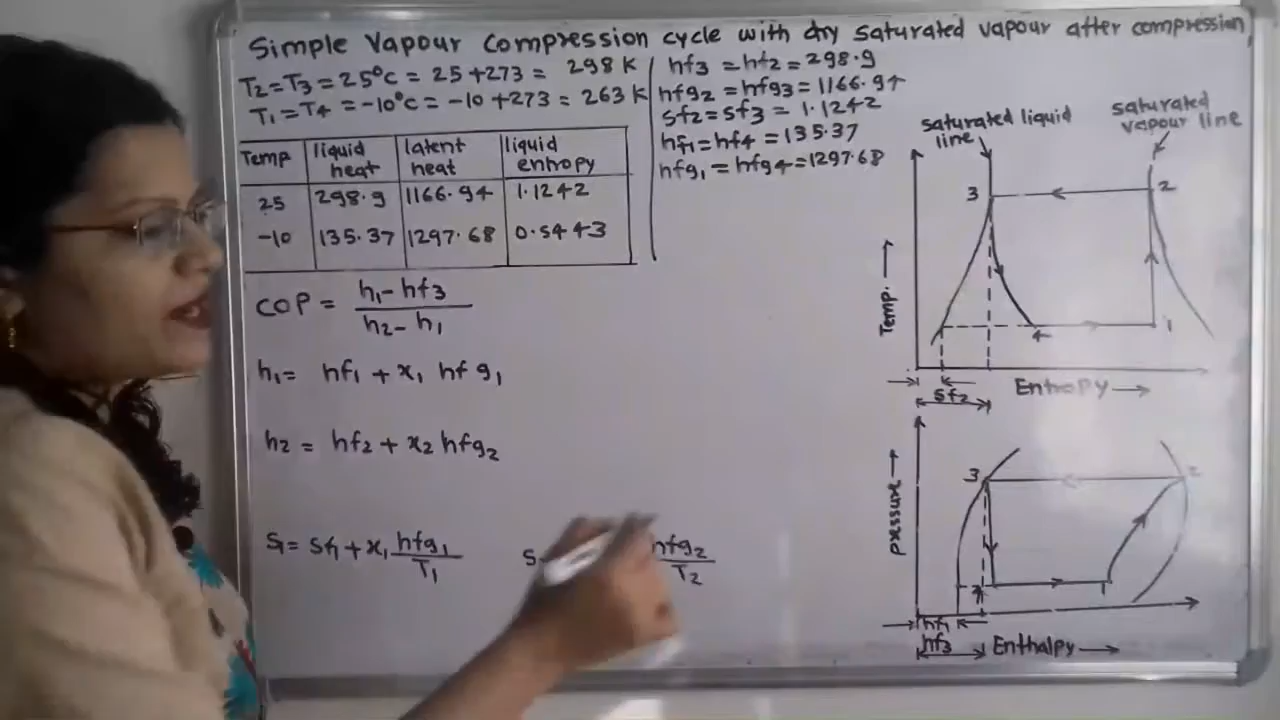 Simple Vapour Compression cycle with dry saturated vapour after compression
T2=T3=25°C = 25+273 = 298 K
T1=T4=-10°C = -10+273 = 263 K
hf3 = hf2 = 298.9
hfg2 = hfg3 = 1166.94
sf2 = sf3 = 1.1242
hf1 = hf4 = 135.37
hfg1 = hfg4 = 1297.68
Temp liquid heat latent heat liquid entropy
25 298.9 1166.94 1.1242
-10 135.37 1297.68 0.5443
COP = h1 - hf3 / h2 - h1
h1 = hf1 + x1 hfg1
h2 = hf2 + x2 hfg2
S1 = Sf1 + x1 hfg1 / T1
S hfg2 / T2
saturated liquid line
saturated vapour line
3 2
Temp.
4 1
Entropy
sf2
3 2
pressure
1
hf1
hf3 Enthalpy